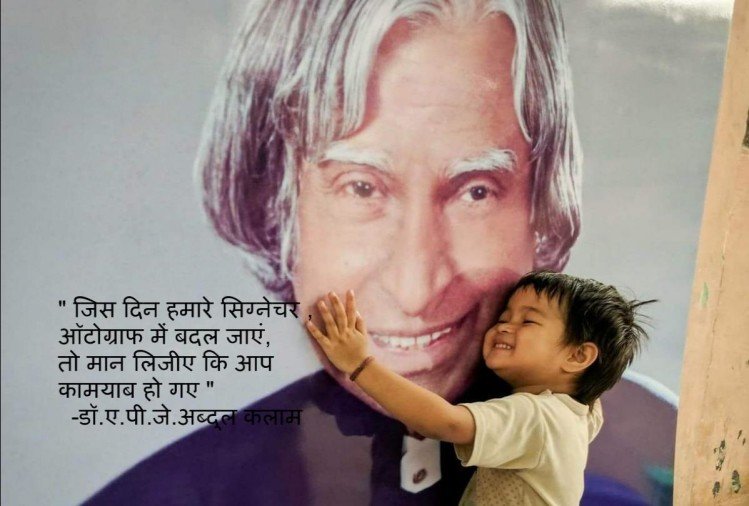 " जिस दिन हमारे सिग्नेचर ,
ऑटोग्राफ में बदल जाएं,
तो मान लिजीए कि आप
कामयाब हो गए "
-डॉ.ए.पी.जे.अब्दुल कलाम